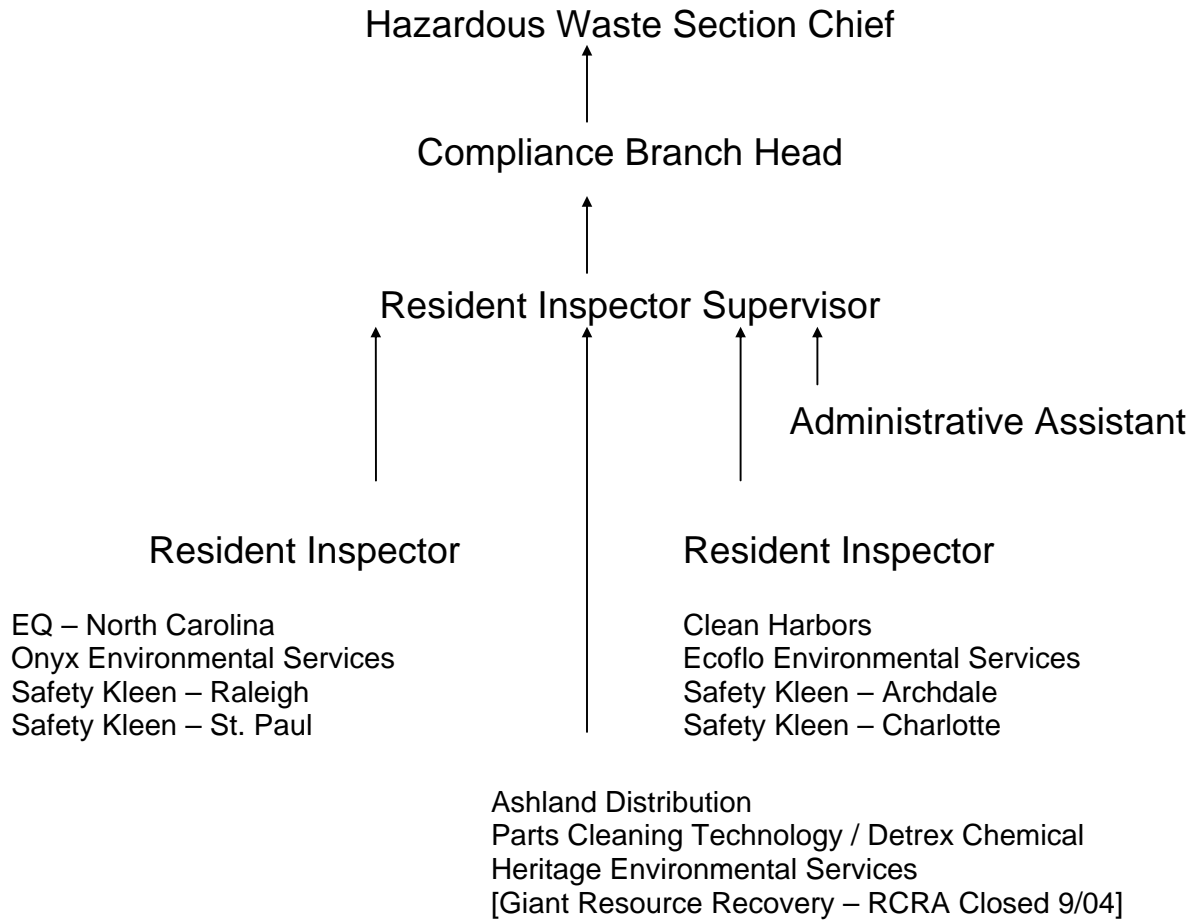 Hazardous Waste Section Chief
Compliance Branch Head
Resident Inspector Supervisor
Administrative Assistant
Resident Inspector
EQ – North Carolina
Onyx Environmental Services
Safety Kleen – Raleigh
Safety Kleen – St. Paul
Resident Inspector
Clean Harbors
Ecoflo Environmental Services
Safety Kleen – Archdale
Safety Kleen – Charlotte
Ashland Distribution
Parts Cleaning Technology / Detrex Chemical
Heritage Environmental Services
[Giant Resource Recovery – RCRA Closed 9/04]